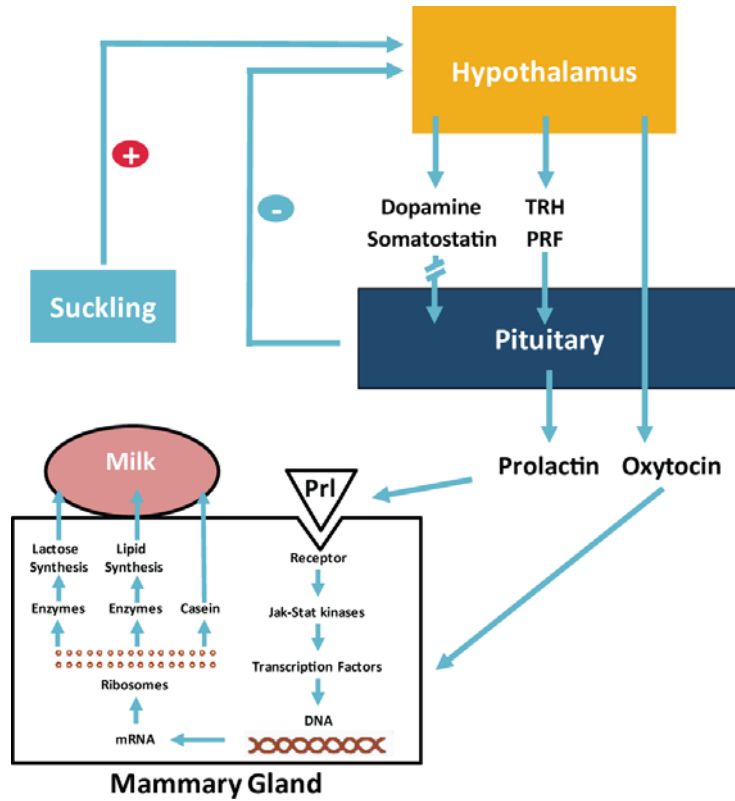 Hypothalamus
+
-
Dopamine
Somatostatin
TRH
PRF
Suckling
Pituitary
Prolactin
Oxytocin
Milk
Prl
Lactose
Synthesis
Lipid
Synthesis
Receptor
Enzymes
Enzymes
Casein
Jak-Stat kinases
Transcription Factors
Ribosomes
DNA
mRNA
Mammary Gland